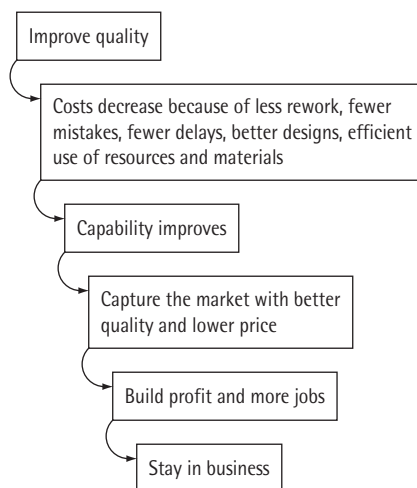 Improve quality
Costs decrease because of less rework, fewer
mistakes, fewer delays, better designs, efficient
use of resources and materials
Capability improves
Capture the market with better
quality and lower price
Build profit and more jobs
Stay in business